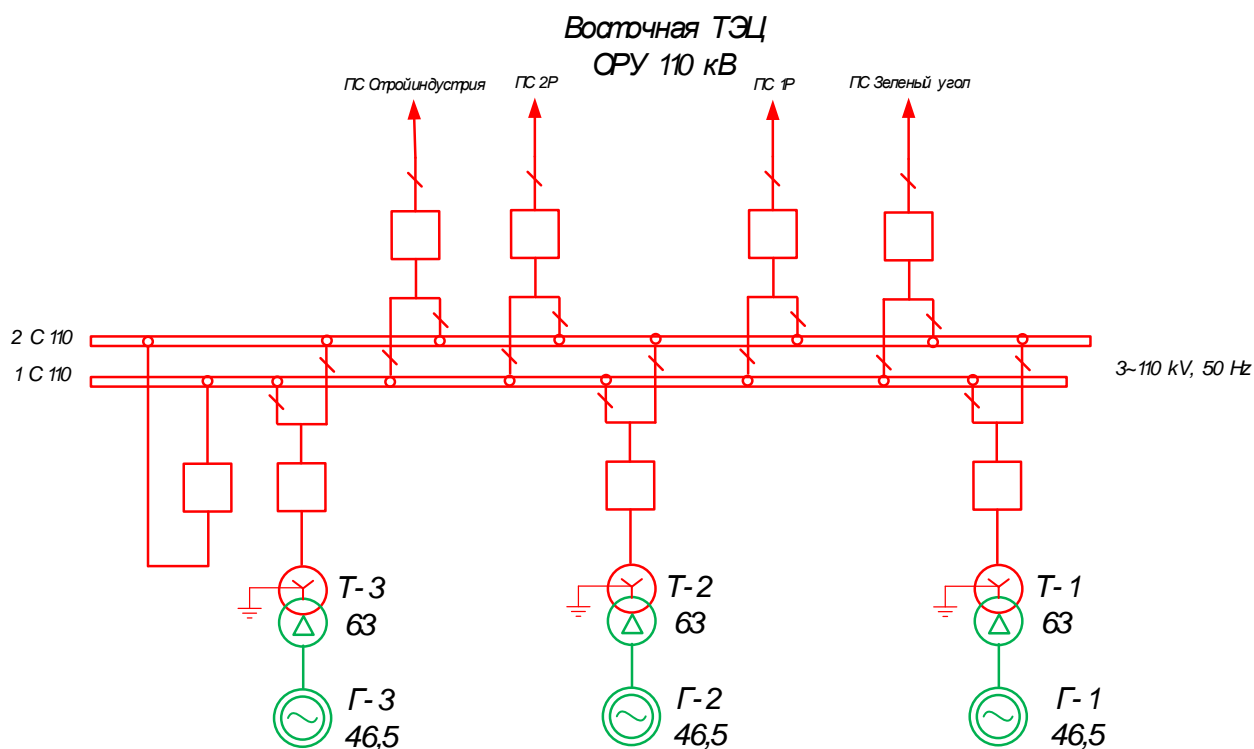 Восточная ТЭЦ
ОРУ 110 кВ
ПС Стройиндустрия
ПС 2Р
ПС 1Р
ПС Зеленый угол
2 С 110
1 С 110
3~110 kV, 50 Hz
Т-3
63
Т-2
63
Т-1
63
Г-3
46,5
Г-2
46,5
Г-1
46,5